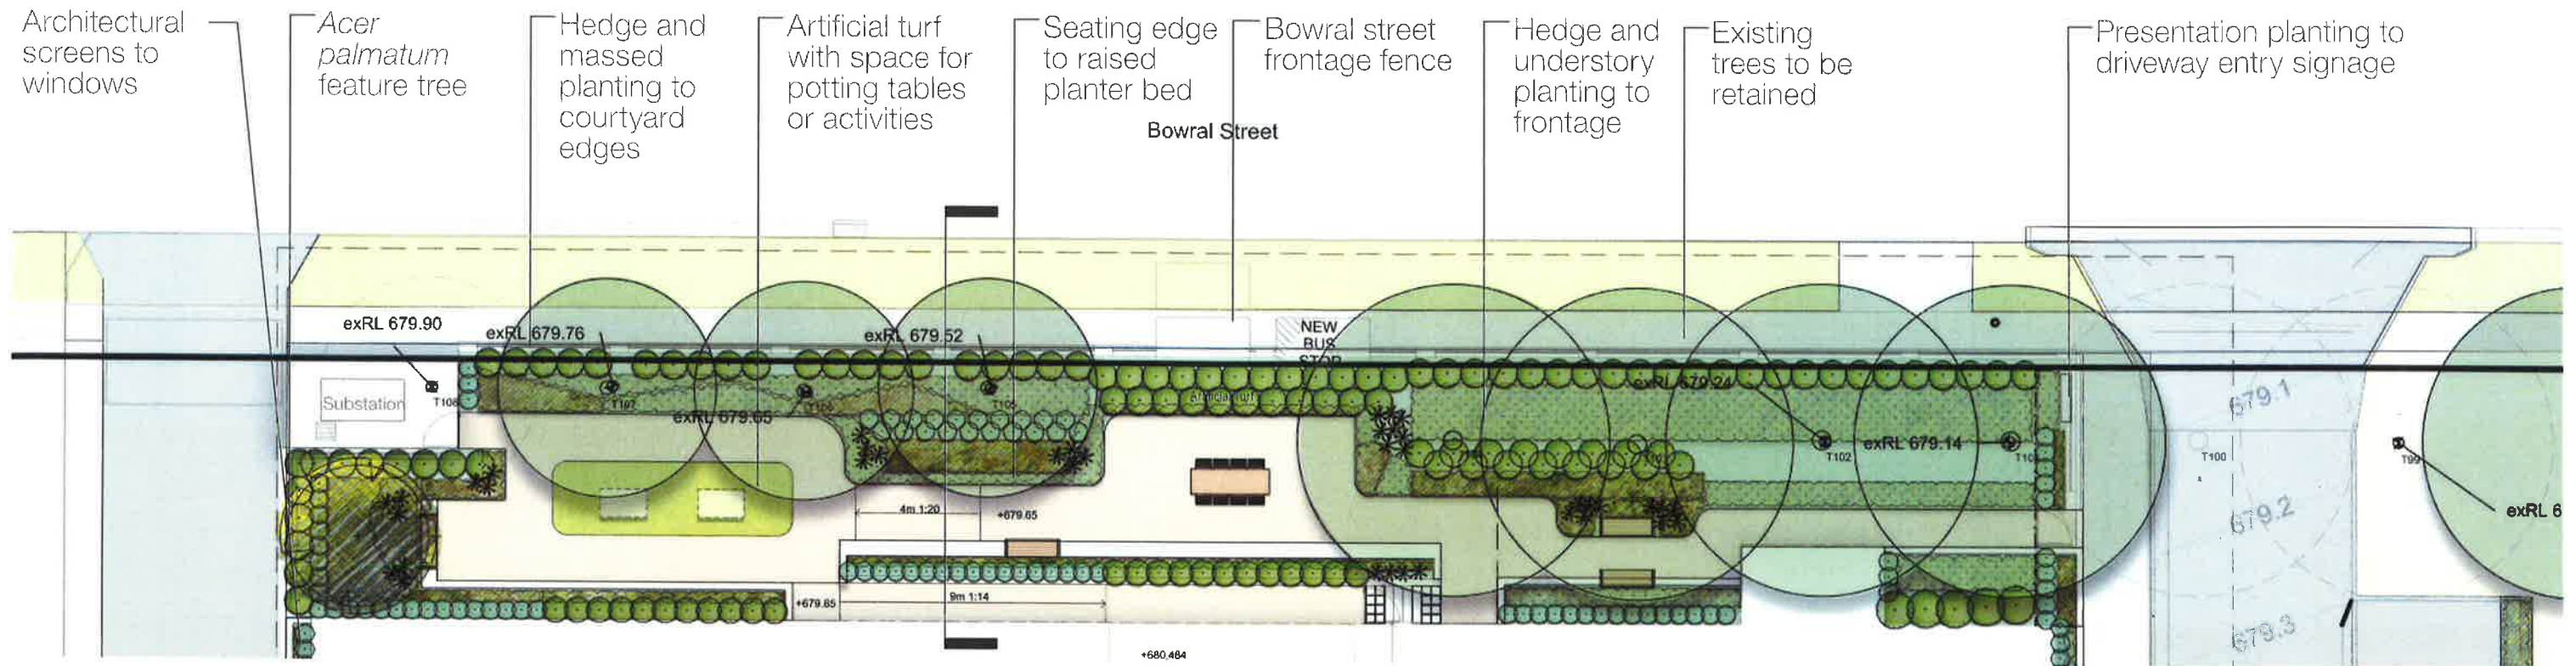 Architectural
screens to
windows
Acer
palmatum
feature tree
Hedge and
massed
planting to
courtyard
edges
Artificial turf
with space for
potting tables
or activities
Seating edge
to raised
planter bed
Bowral street
frontage fence
Hedge and
understory
planting to
frontage
Existing
trees to be
retained
Presentation planting to
driveway entry signage
Bowral Street
exRL 679.90
exRL 679.76
exRL 679.52
NEW
BUS
STOP
exRL 679.24
679.1
Substation
T108
T107
T105
Artificial turf
exRL 679.65
exRL 679.14
T102
T100
T99
4m 1:20
+679.65
679.2
exRL 6
+679.85
9m 1:14
679.3
+680,484